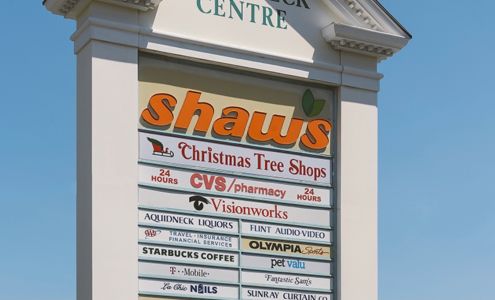 CENTRE
shaws
Christmas Tree Shops
24 HOURS CVS/pharmacy 24 HOURS
Visionworks
AQUIDNECK LIQUORS FLINT AUDIO·VIDEO
AAA TRAVEL · INSURANCE FINANCIAL SERVICES OLYMPIA Sports
STARBUCKS COFFEE pet valu
T··Mobile· Fantastic Sam's
NAILS SUNRAY CURTAIN CO